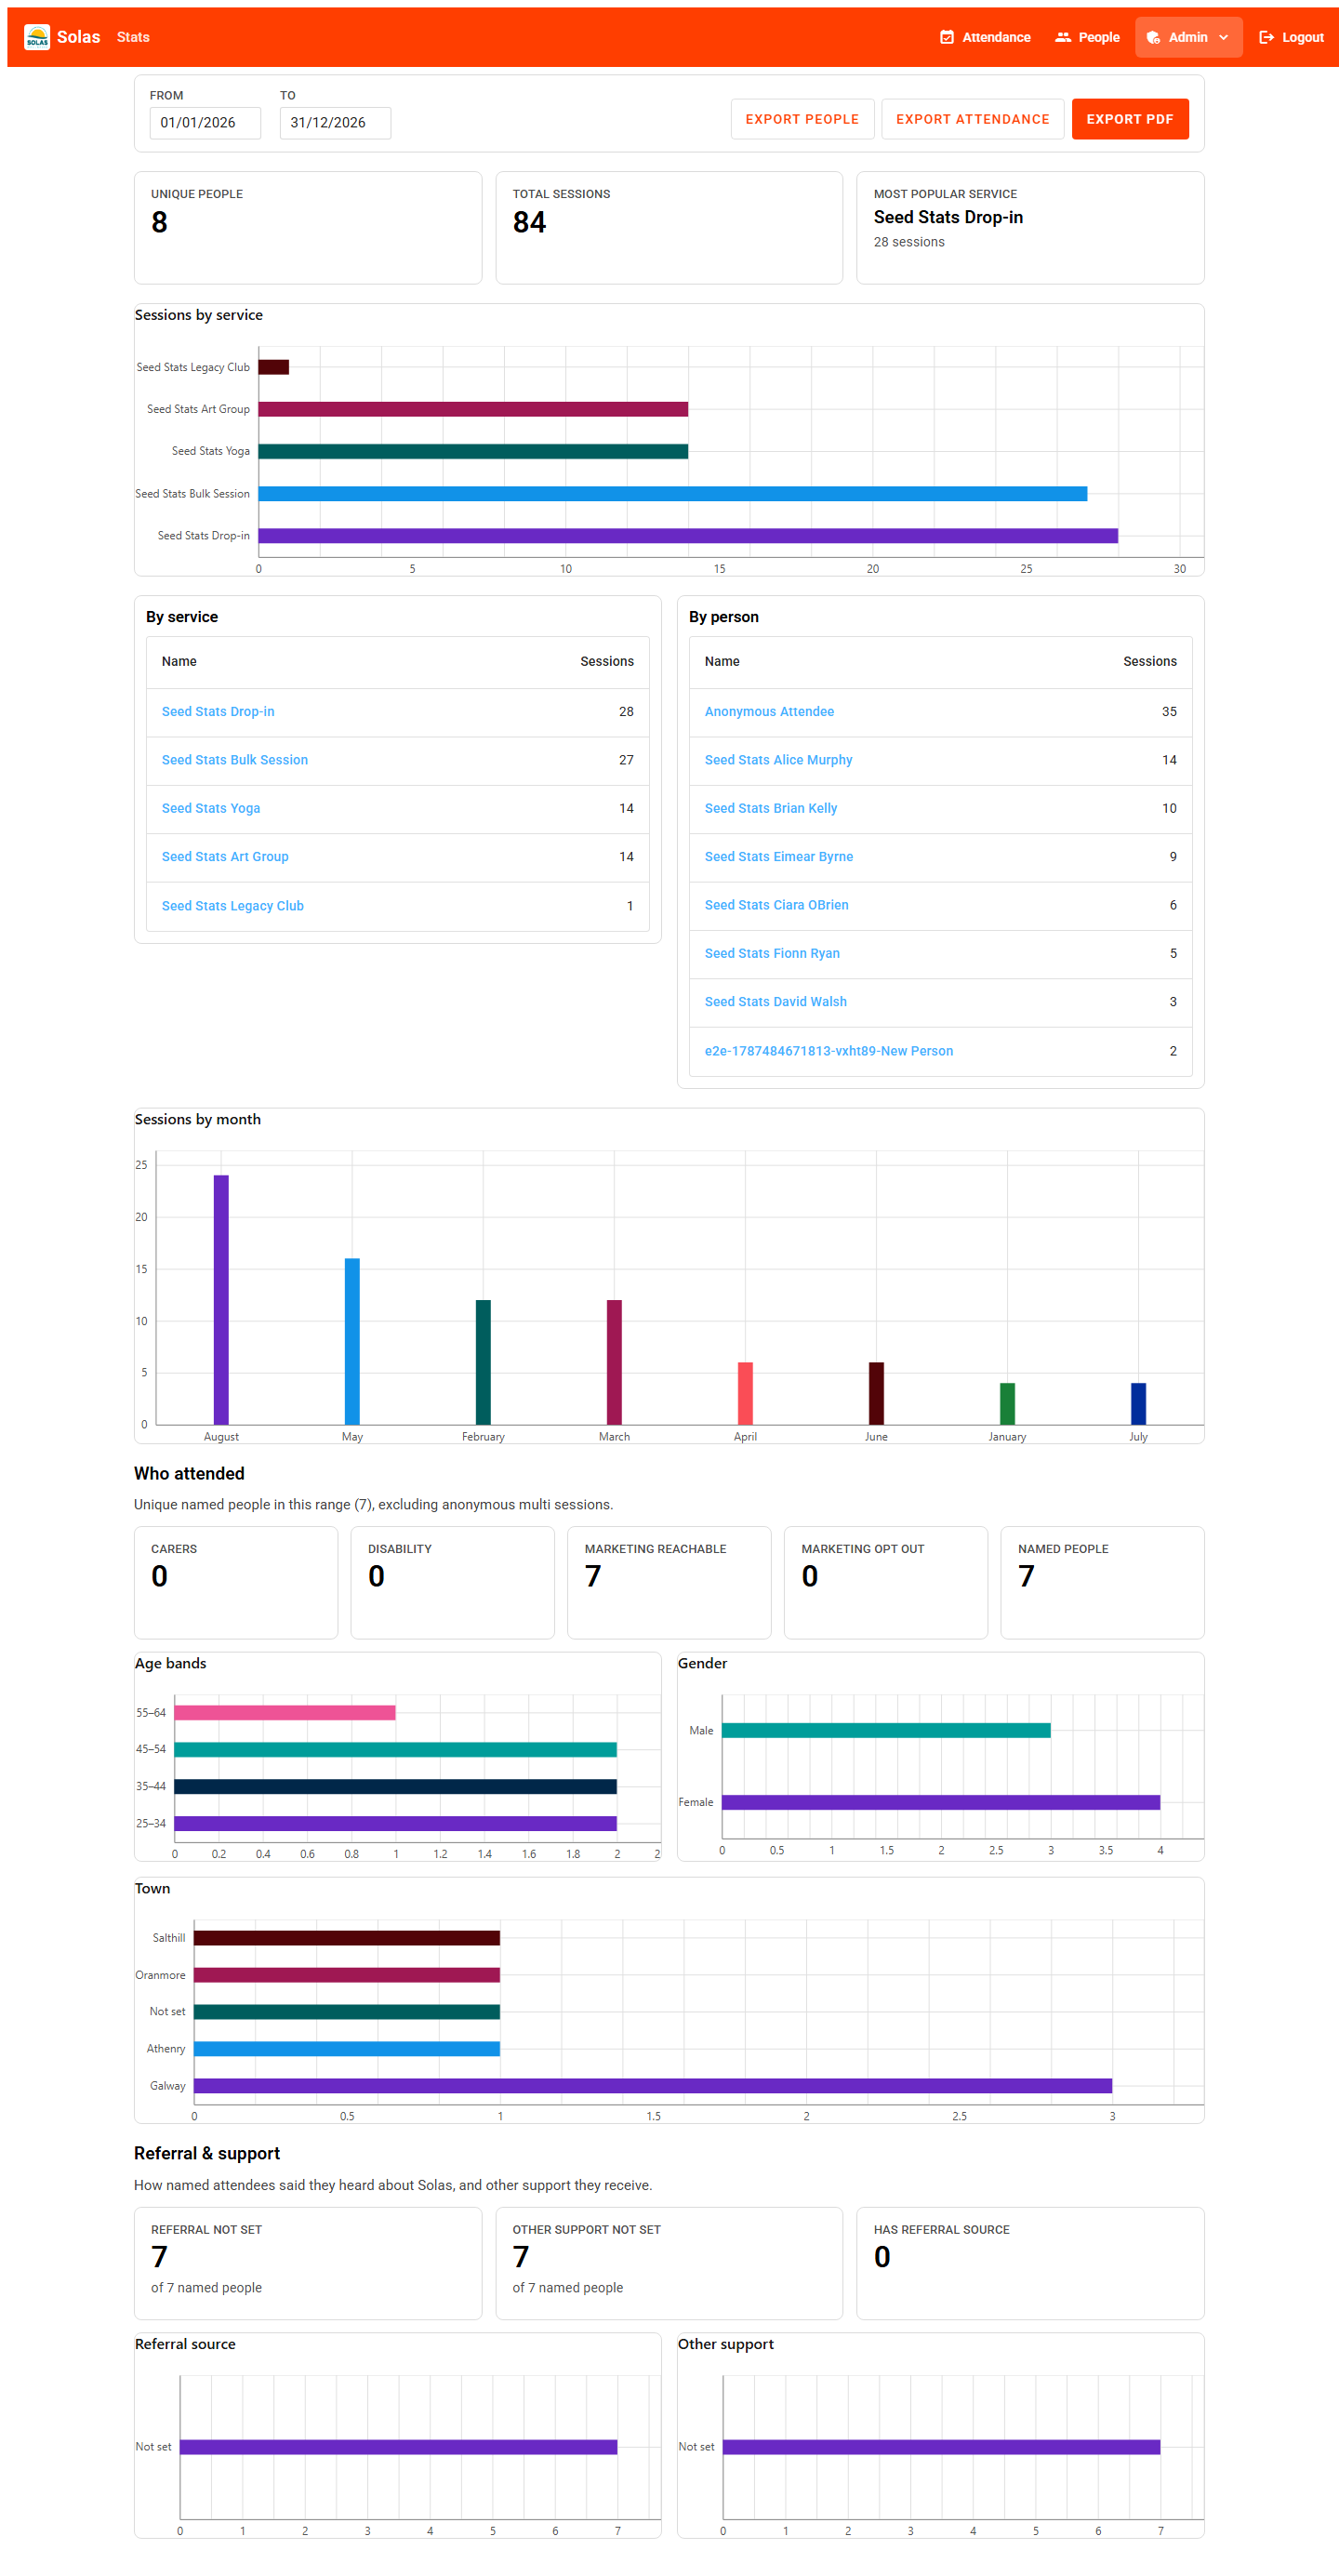 SOLAS
Solas Stats Attendance People Admin Logout
FROM TO
01/01/2026 31/12/2026 EXPORT PEOPLE EXPORT ATTENDANCE EXPORT PDF
UNIQUE PEOPLE
8
TOTAL SESSIONS
84
MOST POPULAR SERVICE
Seed Stats Drop-in
28 sessions
Sessions by service
Seed Stats Legacy Club
Seed Stats Art Group
Seed Stats Yoga
Seed Stats Bulk Session
Seed Stats Drop-in
0 5 10 15 20 25 30
By service
Name Sessions
Seed Stats Drop-in 28
Seed Stats Bulk Session 27
Seed Stats Yoga 14
Seed Stats Art Group 14
Seed Stats Legacy Club 1
By person
Name Sessions
Anonymous Attendee 35
Seed Stats Alice Murphy 14
Seed Stats Brian Kelly 10
Seed Stats Eimear Byrne 9
Seed Stats Ciara OBrien 6
Seed Stats Fionn Ryan 5
Seed Stats David Walsh 3
e2e-1787484671813-vxht89-New Person 2
Sessions by month
25
20
15
10
5
0
August May February March April June January July
Who attended
Unique named people in this range (7), excluding anonymous multi sessions.
CARERS
0
DISABILITY
0
MARKETING REACHABLE
7
MARKETING OPT OUT
0
NAMED PEOPLE
7
Age bands
55–64
45–54
35–44
25–34
0 0.2 0.4 0.6 0.8 1 1.2 1.4 1.6 1.8 2 2
Gender
Male
Female
0 0.5 1 1.5 2 2.5 3 3.5 4
Town
Salthill
Oranmore
Not set
Athenry
Galway
0 0.5 1 1.5 2 2.5 3
Referral & support
How named attendees said they heard about Solas, and other support they receive.
REFERRAL NOT SET
7
of 7 named people
OTHER SUPPORT NOT SET
7
of 7 named people
HAS REFERRAL SOURCE
0
Referral source
Not set
0 1 2 3 4 5 6 7
Other support
Not set
0 1 2 3 4 5 6 7